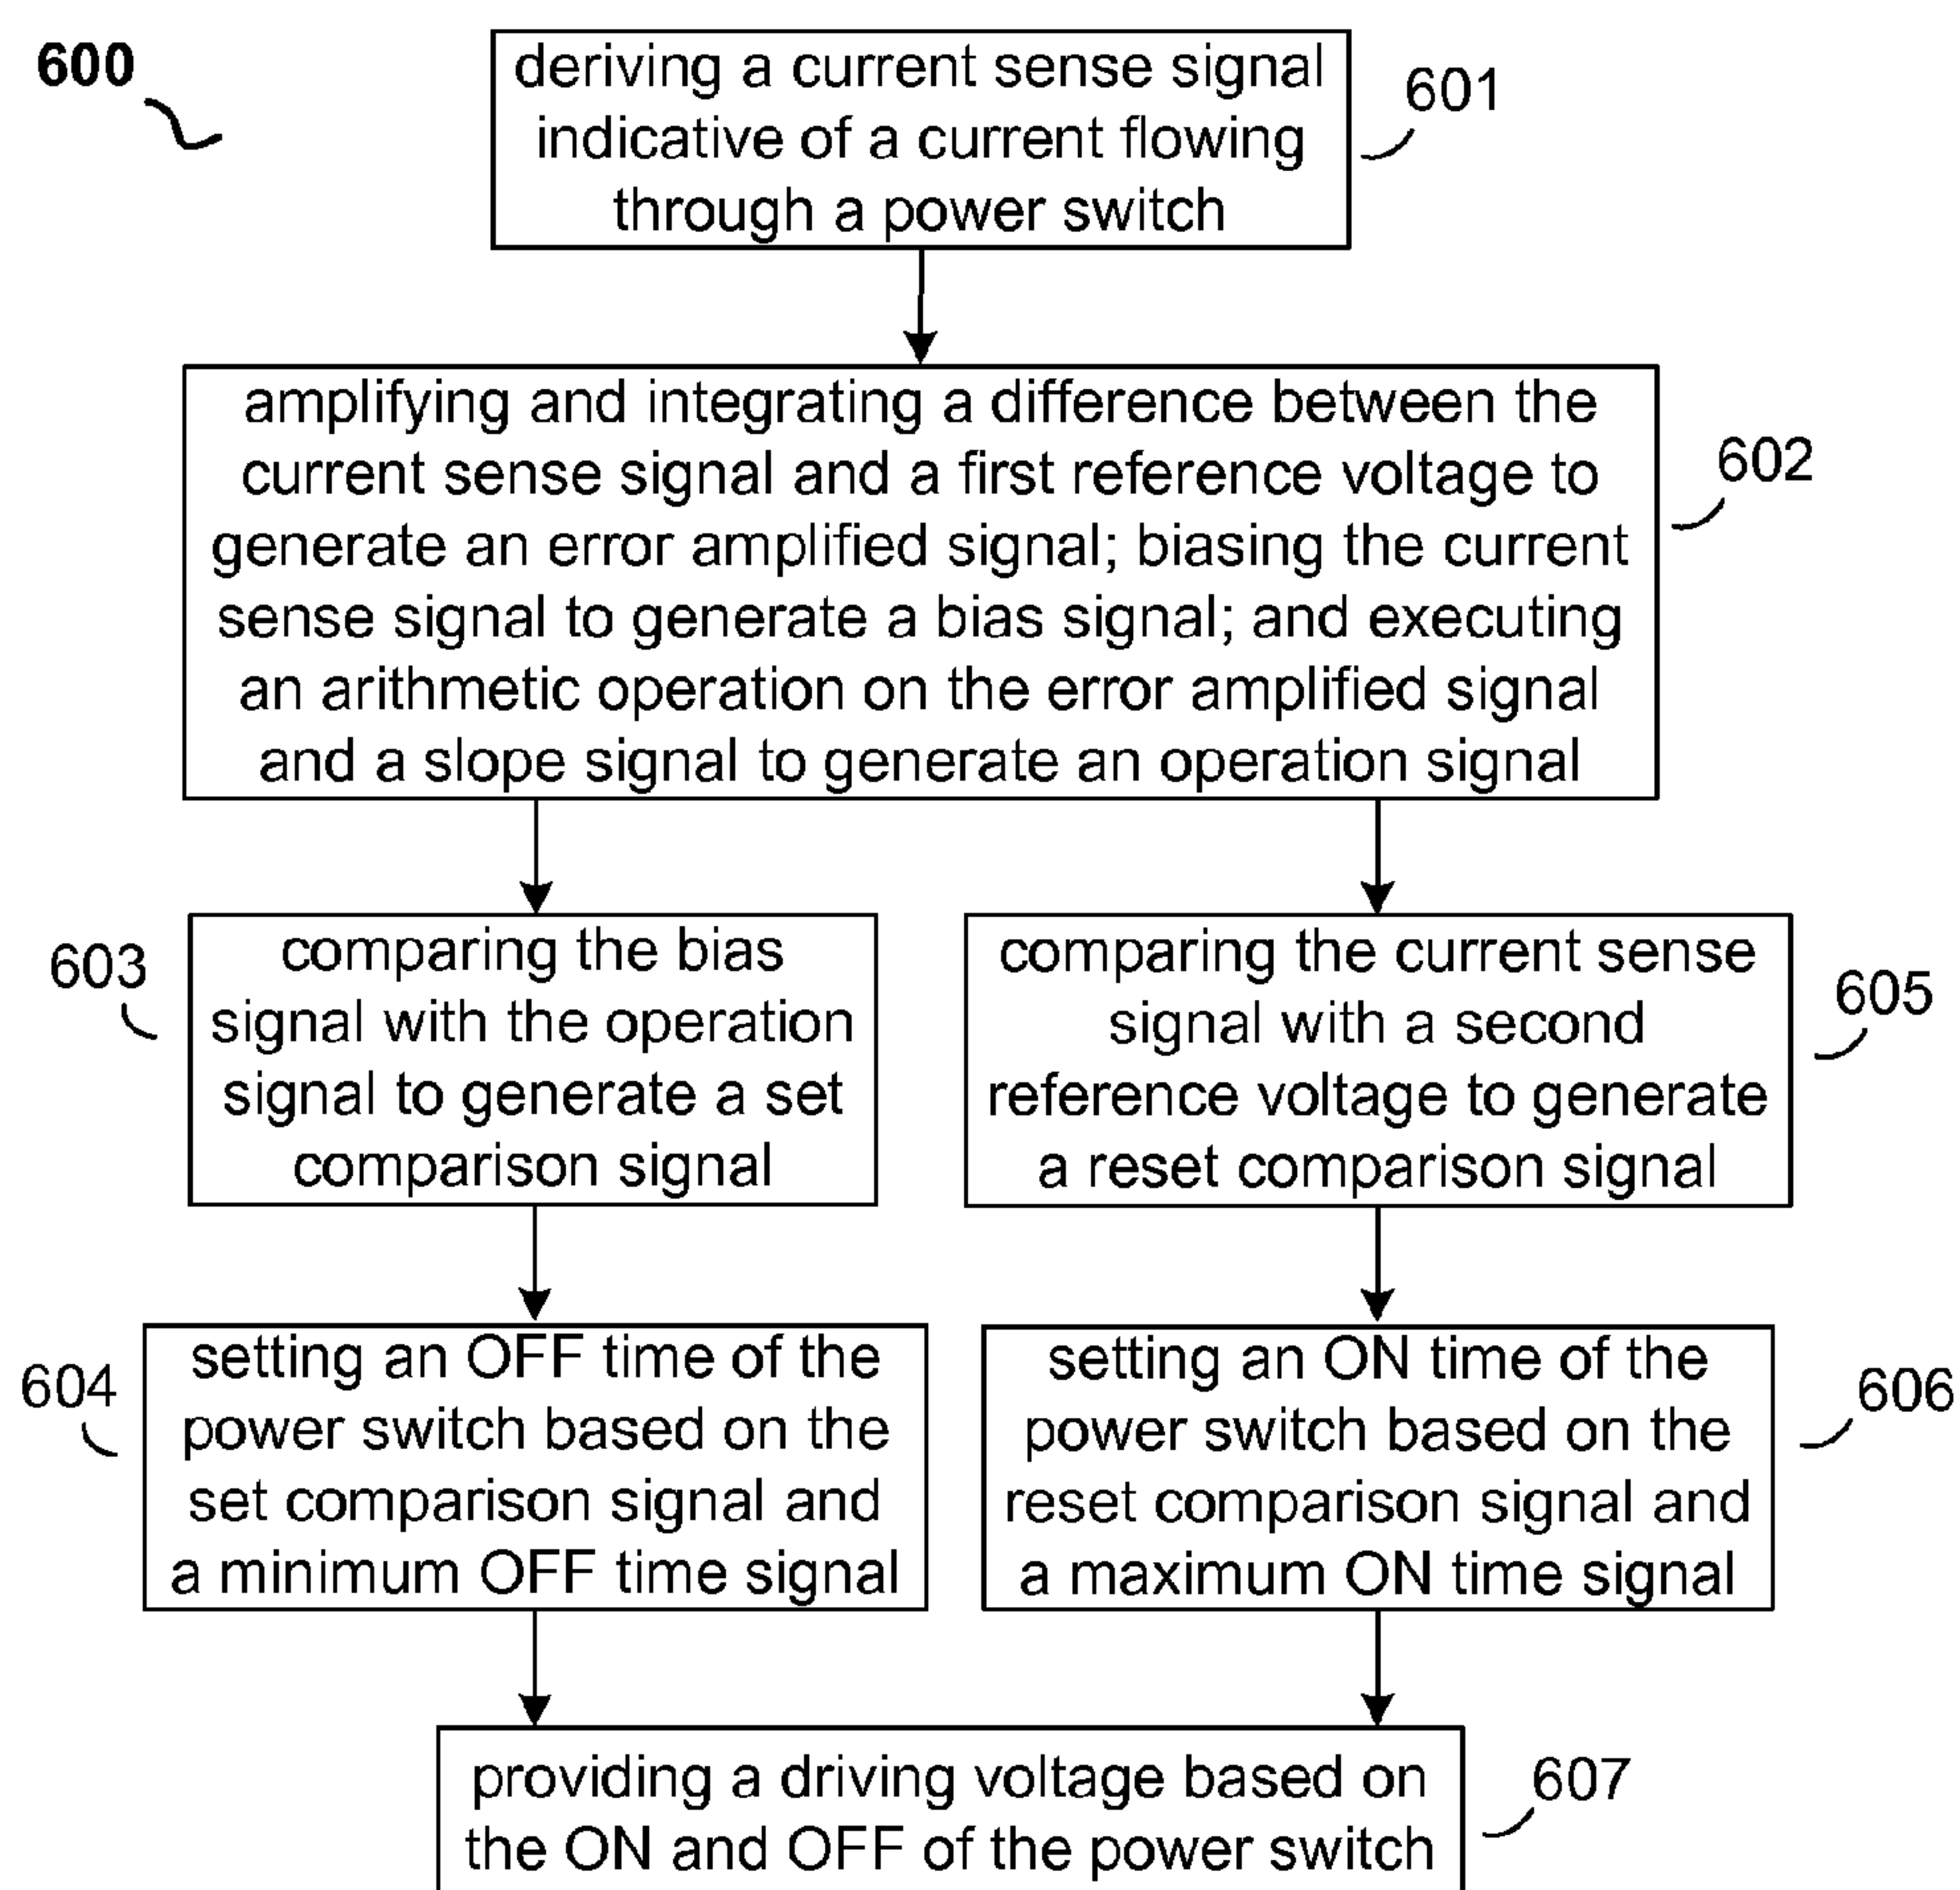 600
deriving a current sense signal
indicative of a current flowing
through a power switch
601
amplifying and integrating a difference between the
current sense signal and a first reference voltage to
generate an error amplified signal; biasing the current
sense signal to generate a bias signal; and executing
an arithmetic operation on the error amplified signal
and a slope signal to generate an operation signal
602
603
comparing the bias
signal with the operation
signal to generate a set
comparison signal
comparing the current sense
signal with a second
reference voltage to generate
a reset comparison signal
605
604
setting an OFF time of the
power switch based on the
set comparison signal and
a minimum OFF time signal
setting an ON time of the
power switch based on the
reset comparison signal and
a maximum ON time signal
606
providing a driving voltage based on
the ON and OFF of the power switch
607